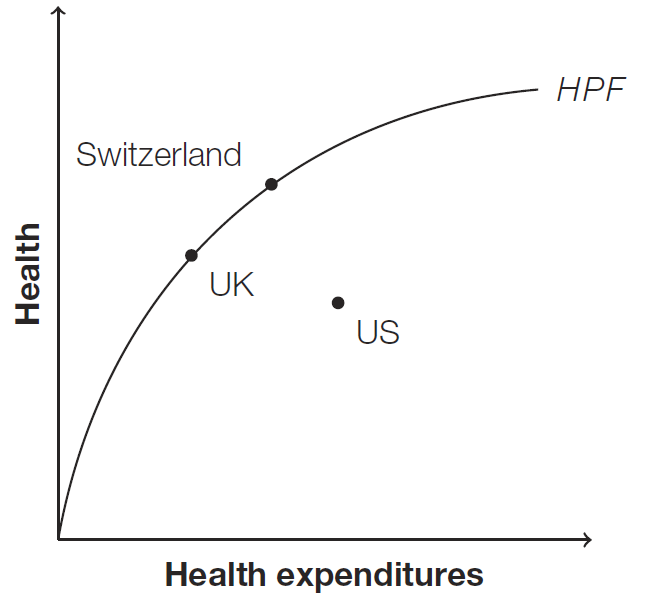 HPF
Switzerland
UK
US
Health
Health expenditures